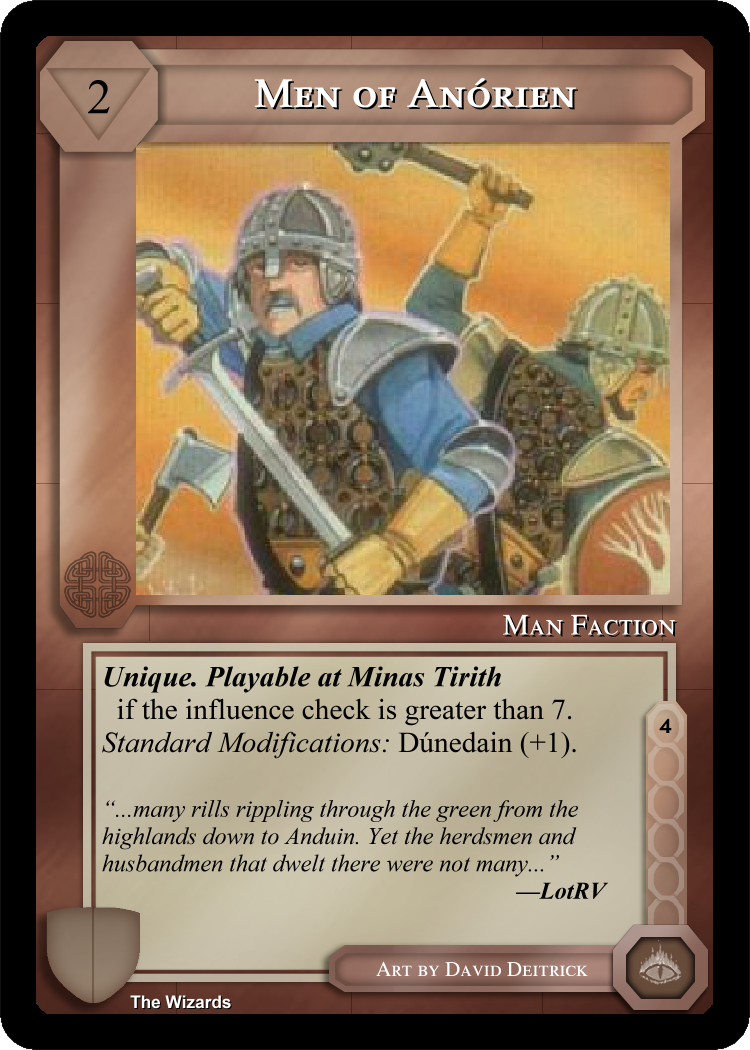 2
Men of Anórien
Man Faction
Unique. Playable at Minas Tirith
if the influence check is greater than 7.
Standard Modifications: Dúnedain (+1).
4
“...many rills rippling through the green from the
highlands down to Anduin. Yet the herdsmen and
husbandmen that dwelt there were not many...”
—LotRV
Art by David Deitrick
The Wizards